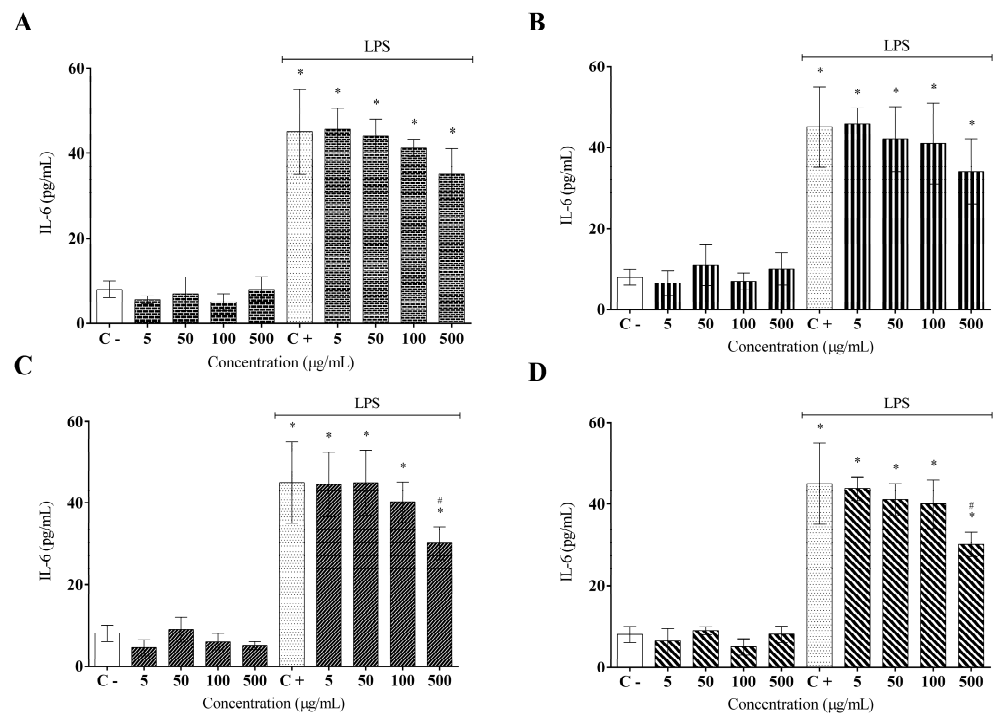 A
LPS
* * * * *
60
40
20
0
IL-6 (pg/mL)
C - 5 50 100 500 C + 5 50 100 500
Concentration (µg/mL)
B
LPS
* * * * *
60
40
20
0
IL-6 (pg/mL)
C - 5 50 100 500 C + 5 50 100 500
Concentration (µg/mL)
C
LPS
* * * * # *
60
40
20
0
IL-6 (pg/mL)
C - 5 50 100 500 C + 5 50 100 500
Concentration (µg/mL)
D
LPS
* * * * # *
60
40
20
0
IL-6 (pg/mL)
C - 5 50 100 500 C + 5 50 100 500
Concentration (µg/mL)